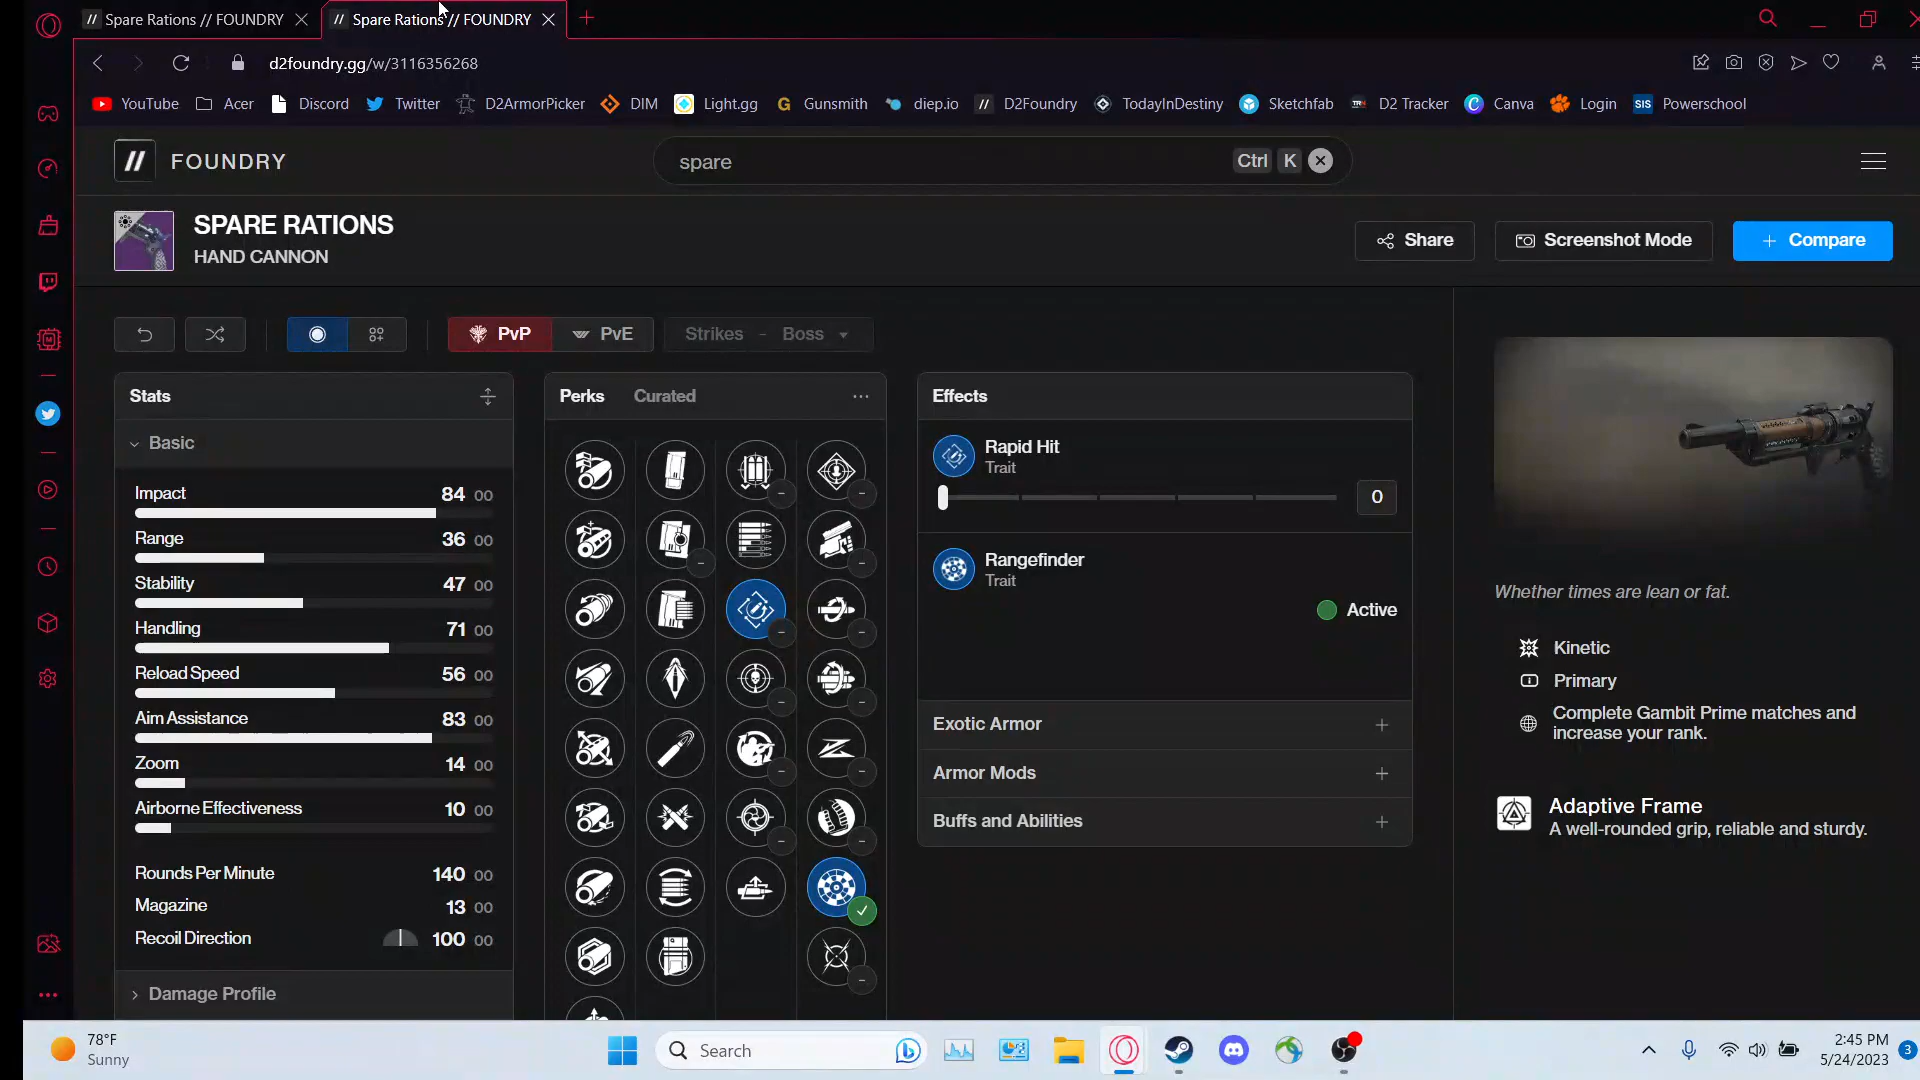 // Spare Rations // FOUNDRY
// Spare Rations // FOUNDRY
d2foundry.gg/w/3116356268
YouTube Acer Discord Twitter D2ArmorPicker DIM Light.gg G Gunsmith diep.io // D2Foundry TodayInDestiny Sketchfab TRN D2 Tracker Canva Login SIS Powerschool
// FOUNDRY
spare
Ctrl K
SPARE RATIONS
HAND CANNON
Share
Screenshot Mode
+ Compare
PvP
PvE
Strikes - Boss
Stats
Basic
Impact 84 00
Range 36 00
Stability 47 00
Handling 71 00
Reload Speed 56 00
Aim Assistance 83 00
Zoom 14 00
Airborne Effectiveness 10 00
Rounds Per Minute 140 00
Magazine 13 00
Recoil Direction 100 00
Damage Profile
Perks Curated ...
Effects
Rapid Hit
Trait
0
Rangefinder
Trait
Active
Exotic Armor +
Armor Mods +
Buffs and Abilities +
Whether times are lean or fat.
Kinetic
Primary
Complete Gambit Prime matches and
increase your rank.
Adaptive Frame
A well-rounded grip, reliable and sturdy.
78°F
Sunny
Search
2:45 PM
5/24/2023
3